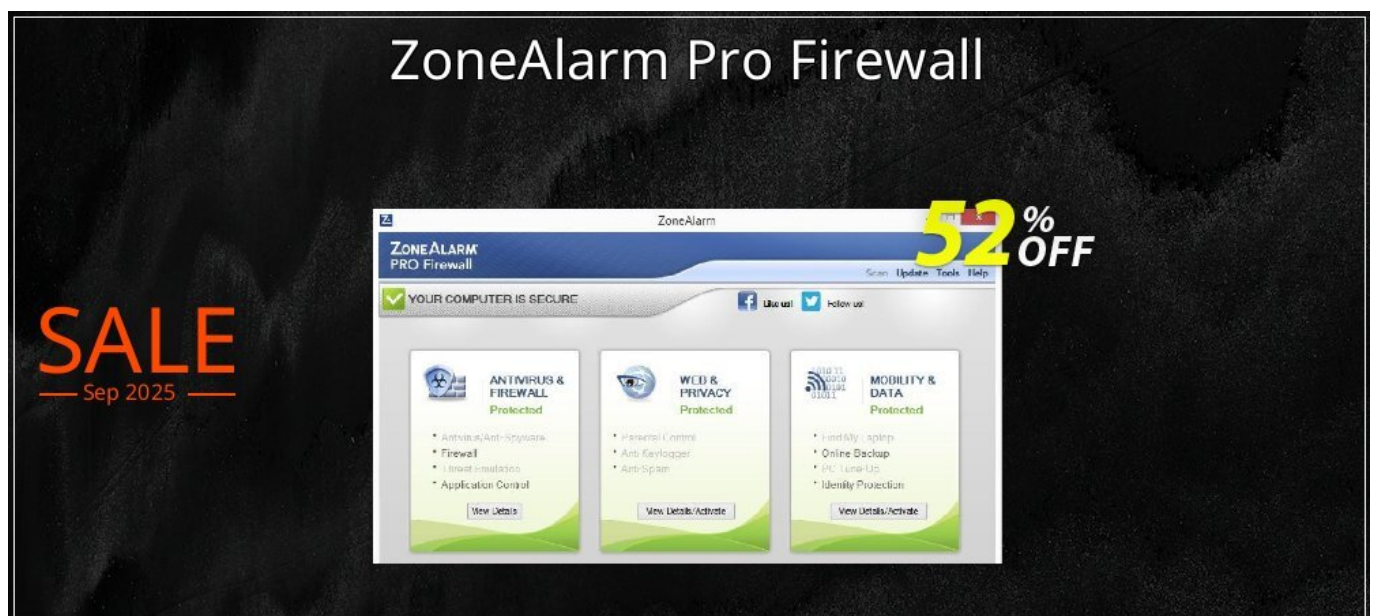 ZoneAlarm Pro Firewall
ZoneAlarm
52% OFF
ZONEALARM
PRO Firewall
Scan Update Tools Help
YOUR COMPUTER IS SECURE
Like us! Follow us!
SALE
Sep 2025
ANTIVIRUS &
FIREWALL
Protected
Antivirus/Anti-Spyware
Firewall
Threat Emulation
Application Control
View Details
WEB &
PRIVACY
Protected
Parental Control
Anti Keylogger
Anti-Spam
View Details/Activate
MOBILITY &
DATA
Protected
Find My Laptop
Online Backup
PC Tune-Up
Identity Protection
View Details/Activate